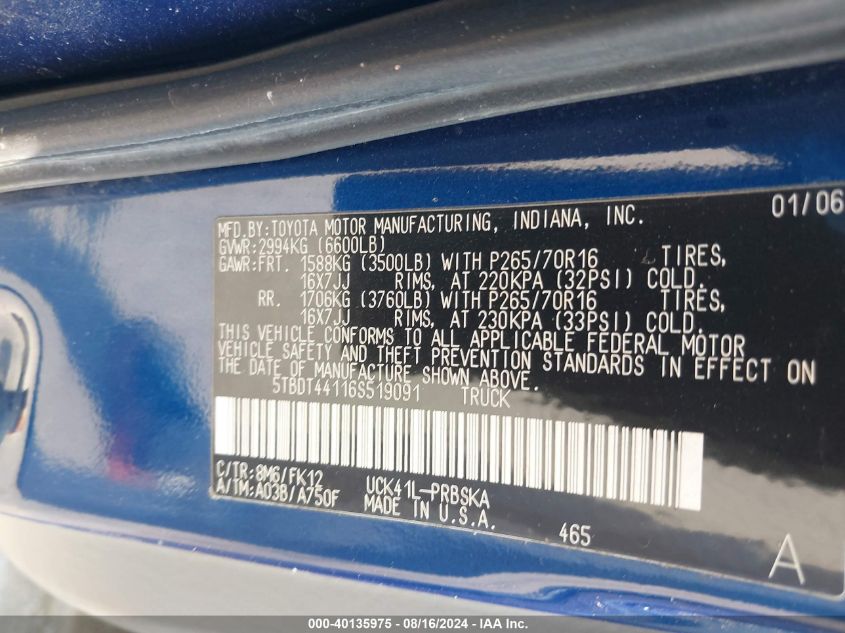 01/06
MFD.BY:TOYOTA MOTOR MANUFACTURING, INDIANA, INC.
GVWR:2994KG (6600LB)
GAWR:FRT. 1588KG (3500LB) WITH P265/70R16 TIRES,
16X7JJ RIMS, AT 220KPA (32PSI) COLD.
RR. 1706KG (3760LB) WITH P265/70R16 TIRES,
16X7JJ RIMS, AT 230KPA (33PSI) COLD.
THIS VEHICLE CONFORMS TO ALL APPLICABLE FEDERAL MOTOR
VEHICLE SAFETY AND THEFT PREVENTION STANDARDS IN EFFECT ON
THE DATE OF MANUFACTURE SHOWN ABOVE.
5TBDT44116S519091 TRUCK
C/TR:8M6/FK12 UCK41L-PRBSKA
A/TM:A03B/A750F MADE IN U.S.A.
465
A
000-40135975 - 08/16/2024 - IAA Inc.